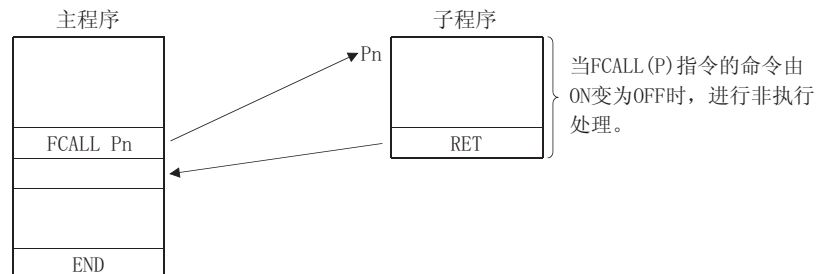 主程序
子程序
Pn
当FCALL(P)指令的命令由
ON变为OFF时，进行非执行
处理。
FCALL Pn
RET
END